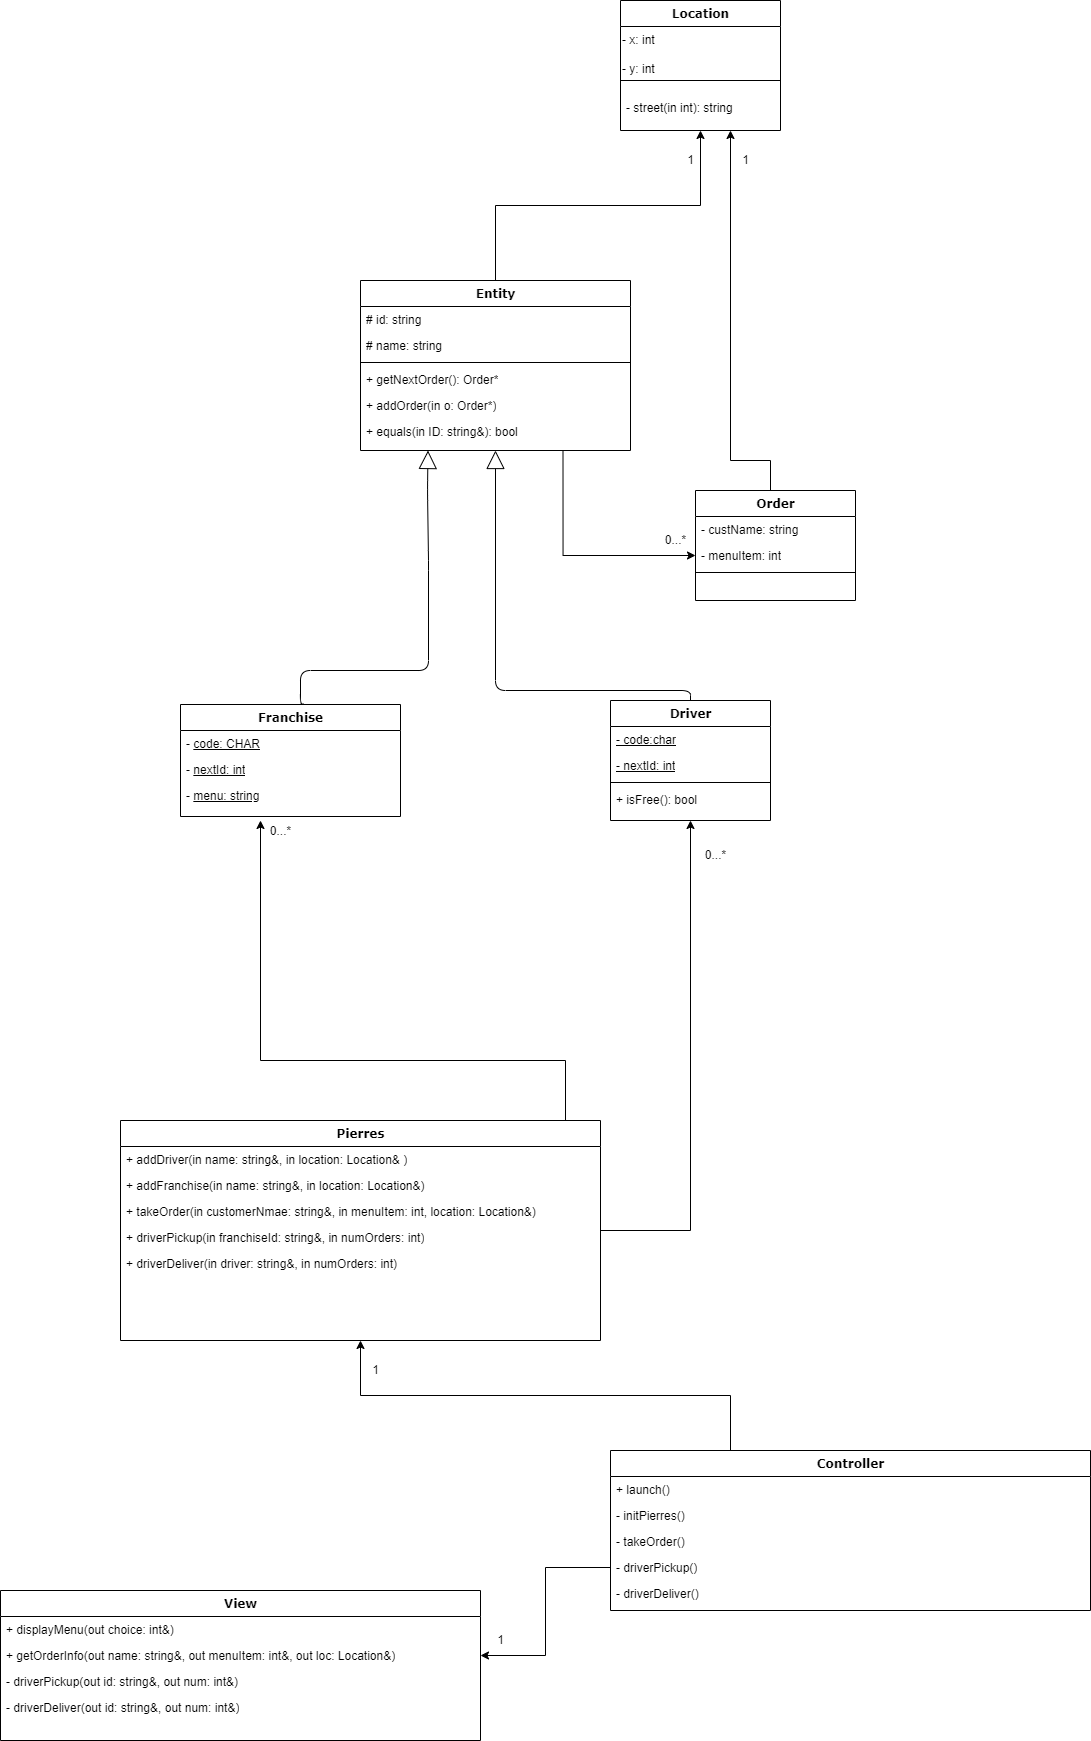 Location
- x: int
- y: int
- street(in int): string
1
1
Entity
# id: string
# name: string
+ getNextOrder(): Order*
+ addOrder(in o: Order*)
+ equals(in ID: string&): bool
Order
- custName: string
- menuItem: int
0...*
Franchise
- code: CHAR
- nextId: int
- menu: string
0...*
Driver
- code:char
- nextId: int
+ isFree(): bool
0...*
Pierres
+ addDriver(in name: string&, in location: Location& )
+ addFranchise(in name: string&, in location: Location&)
+ takeOrder(in customerNmae: string&, in menuItem: int, location: Location&)
+ driverPickup(in franchiseId: string&, in numOrders: int)
+ driverDeliver(in driver: string&, in numOrders: int)
1
Controller
+ launch()
- initPierres()
- takeOrder()
- driverPickup()
- driverDeliver()
1
View
+ displayMenu(out choice: int&)
+ getOrderInfo(out name: string&, out menuItem: int&, out loc: Location&)
- driverPickup(out id: string&, out num: int&)
- driverDeliver(out id: string&, out num: int&)